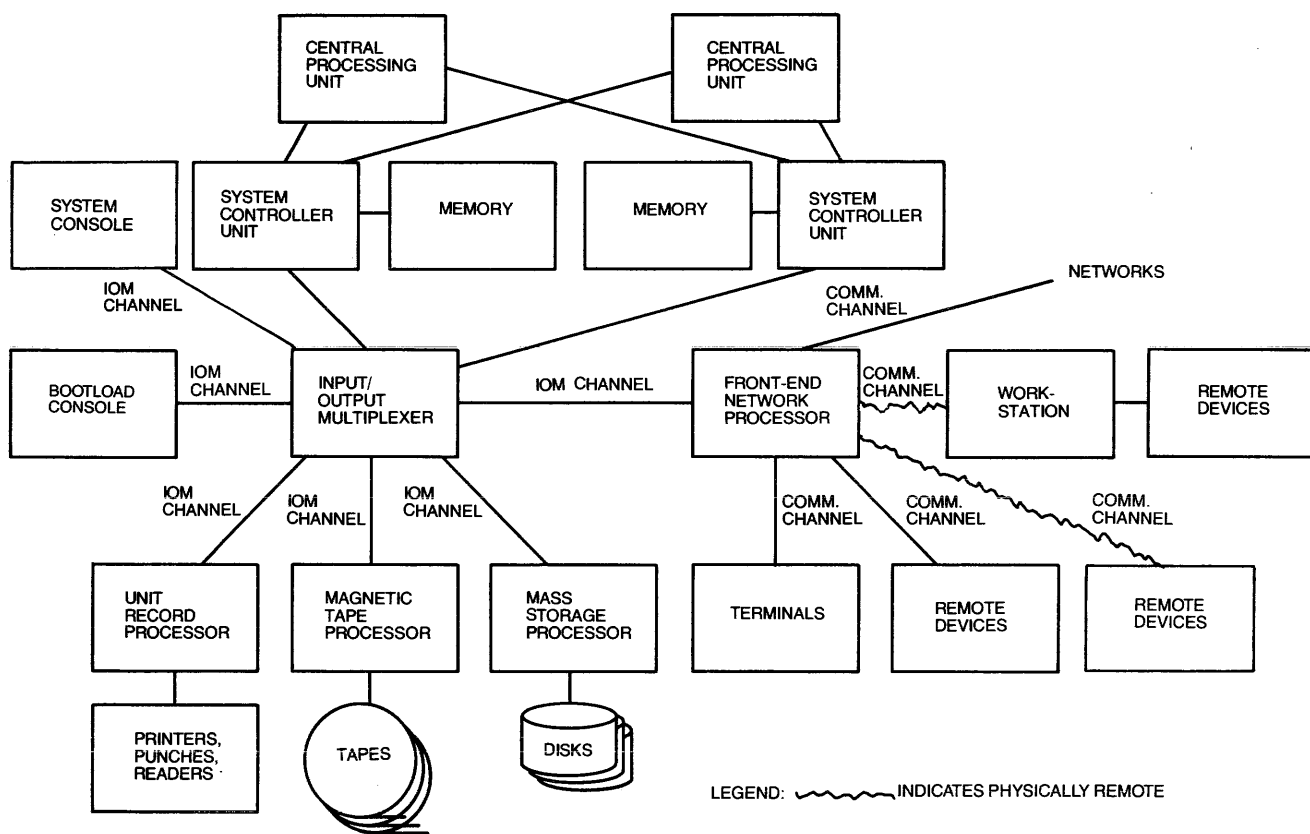 CENTRAL
PROCESSING
UNIT
CENTRAL
PROCESSING
UNIT
SYSTEM
CONSOLE
SYSTEM
CONTROLLER
UNIT
MEMORY
MEMORY
SYSTEM
CONTROLLER
UNIT
IOM
CHANNEL
COMM.
CHANNEL
NETWORKS
BOOTLOAD
CONSOLE
IOM
CHANNEL
INPUT/
OUTPUT
MULTIPLEXER
IOM CHANNEL
FRONT-END
NETWORK
PROCESSOR
COMM.
CHANNEL
WORK-
STATION
REMOTE
DEVICES
IOM
CHANNEL
IOM
CHANNEL
IOM
CHANNEL
COMM.
CHANNEL
COMM.
CHANNEL
COMM.
CHANNEL
UNIT
RECORD
PROCESSOR
MAGNETIC
TAPE
PROCESSOR
MASS
STORAGE
PROCESSOR
TERMINALS
REMOTE
DEVICES
REMOTE
DEVICES
PRINTERS,
PUNCHES,
READERS
TAPES
DISKS
LEGEND: INDICATES PHYSICALLY REMOTE